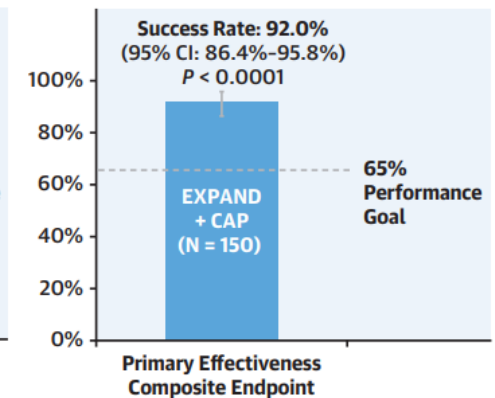 Success Rate: 92.0%
(95% CI: 86.4%–95.8%)
P < 0.0001
100%
80%
60%
40%
20%
0%
65%
Performance
Goal
EXPAND
+ CAP
(N = 150)
Primary Effectiveness
Composite Endpoint